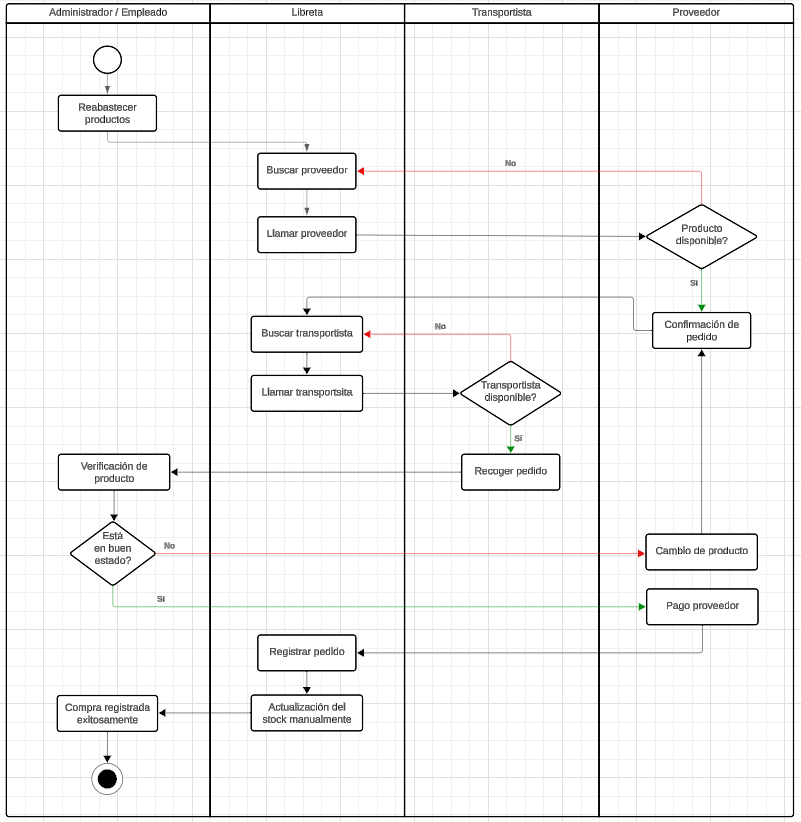 Administrador / Empleado
Libreta
Transportista
Proveedor
Reabastecer
productos
Buscar proveedor
No
Llamar proveedor
Producto
disponible?
Sí
Confirmación de
pedido
Buscar transportista
No
Llamar transportsita
Transportista
disponible?
Sí
Recoger pedido
Verificación de
producto
Está
en buen
estado?
No
Cambio de producto
Sí
Pago proveedor
Registrar pedido
Actualización del
stock manualmente
Compra registrada
exitosamente